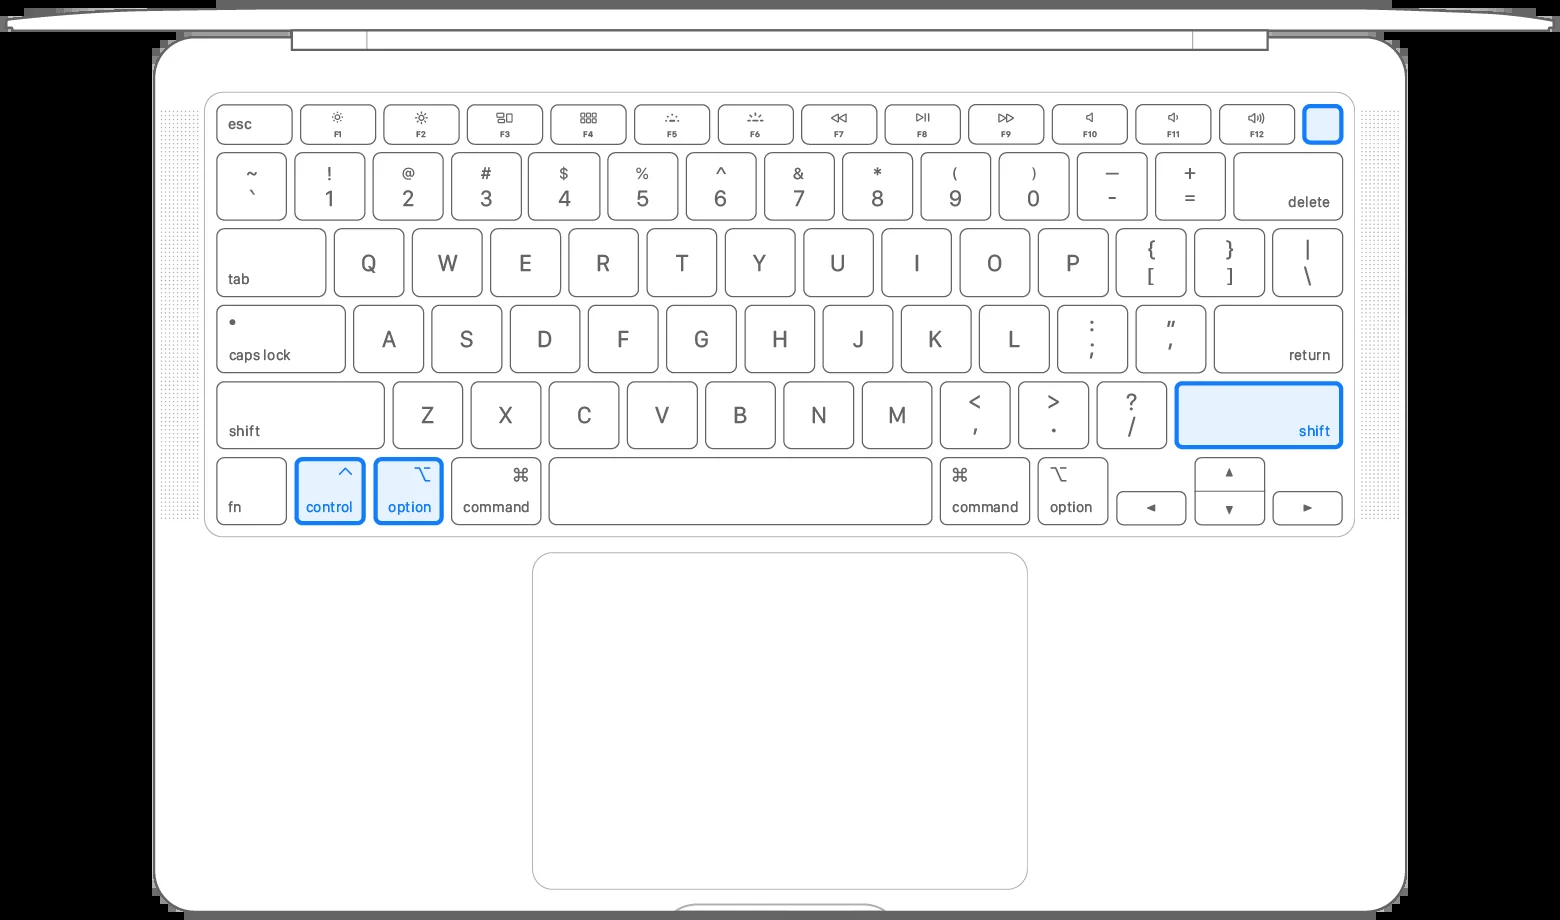 esc F1 F2 F3 F4 F5 F6 F7 F8 F9 F10 F11 F12
~ ! @ # $ % ^ & * ( ) — +
` 1 2 3 4 5 6 7 8 9 0 - = delete
tab Q W E R T Y U I O P { [ } ] | \
caps lock A S D F G H J K L : ; " ' return
shift Z X C V B N M < , > . ? / shift
fn ^ control ⌥ option ⌘ command ⌘ command ⌥ option ◀ ▲ ▼ ▶